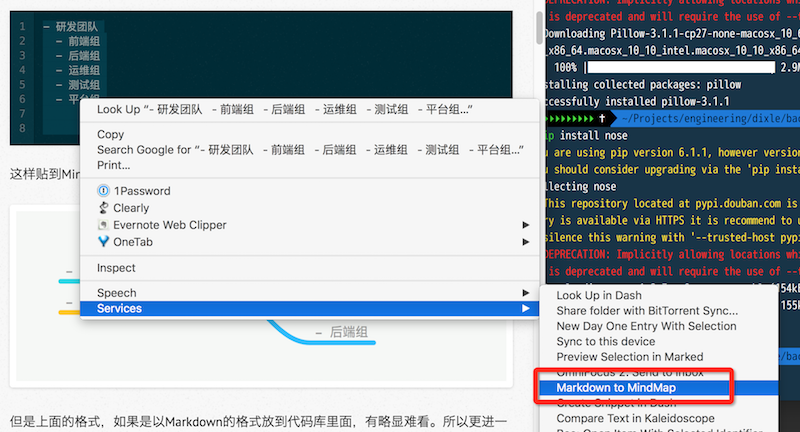 1 - 研发团队
2 - 前端组
3 - 后端组
4 - 运维组
5 - 测试组
6 - 平台组
7
8
Look Up “- 研发团队 - 前端组 - 后端组 - 运维组 - 测试组 - 平台组...”
Copy
Search Google for “- 研发团队 - 前端组 - 后端组 - 运维组 - 测试组 - 平台组...”
Print...
这样贴到Min
1Password
Clearly
Evernote Web Clipper
OneTab
Inspect
Speech
Services
- 后端组
但是上面的格式，如果是以Markdown的格式放到代码库里面，有略显难看。所以更进一
DEPRECATION: Implicitly allowing locations whi
is deprecated and will require the use of --t
Downloading Pillow-3.1.1-cp27-none-macosx_10_6
_x86_64.macosx_10_10_intel.macosx_10_10_x86_64
100% 2.9M
stalling collected packages: pillow
ccessfully installed pillow-3.1.1
~/Projects/engineering/dixle/bac
ip install nose
u are using pip version 6.1.1, however version
u should consider upgrading via the 'pip insta
llecting nose
This repository located at pypi.douban.com is
ry is available via HTTPS it is recommend to u
silence this warning with '--trusted-host pypi
DEPRECATION: Implicitly allowing locations whi
is deprecated and will require the use of --t
154kE
155k
/bac
Look Up in Dash
Share folder with BitTorrent Sync...
New Day One Entry With Selection
Sync to this device
Preview Selection in Marked
OmniFocus 2: Send to Inbox
Markdown to MindMap
Create Snippet in Dash
Compare Text in Kaleidoscope